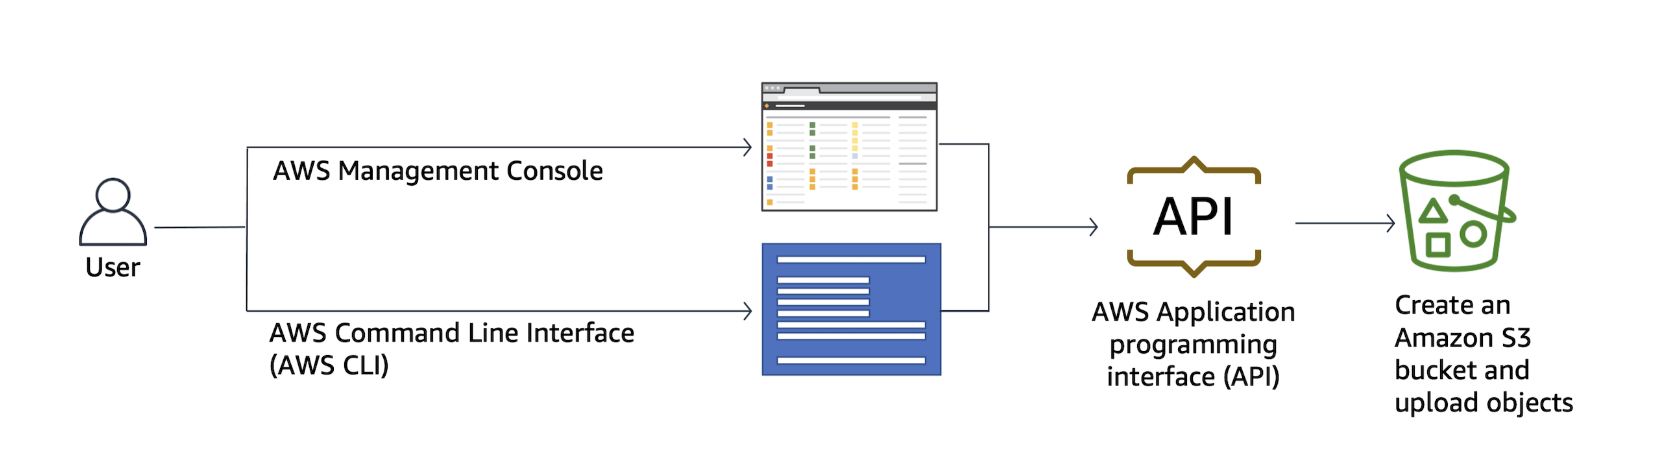 AWS Management Console
User
AWS Command Line Interface
(AWS CLI)
API
AWS Application
programming
interface (API)
Create an
Amazon S3
bucket and
upload objects